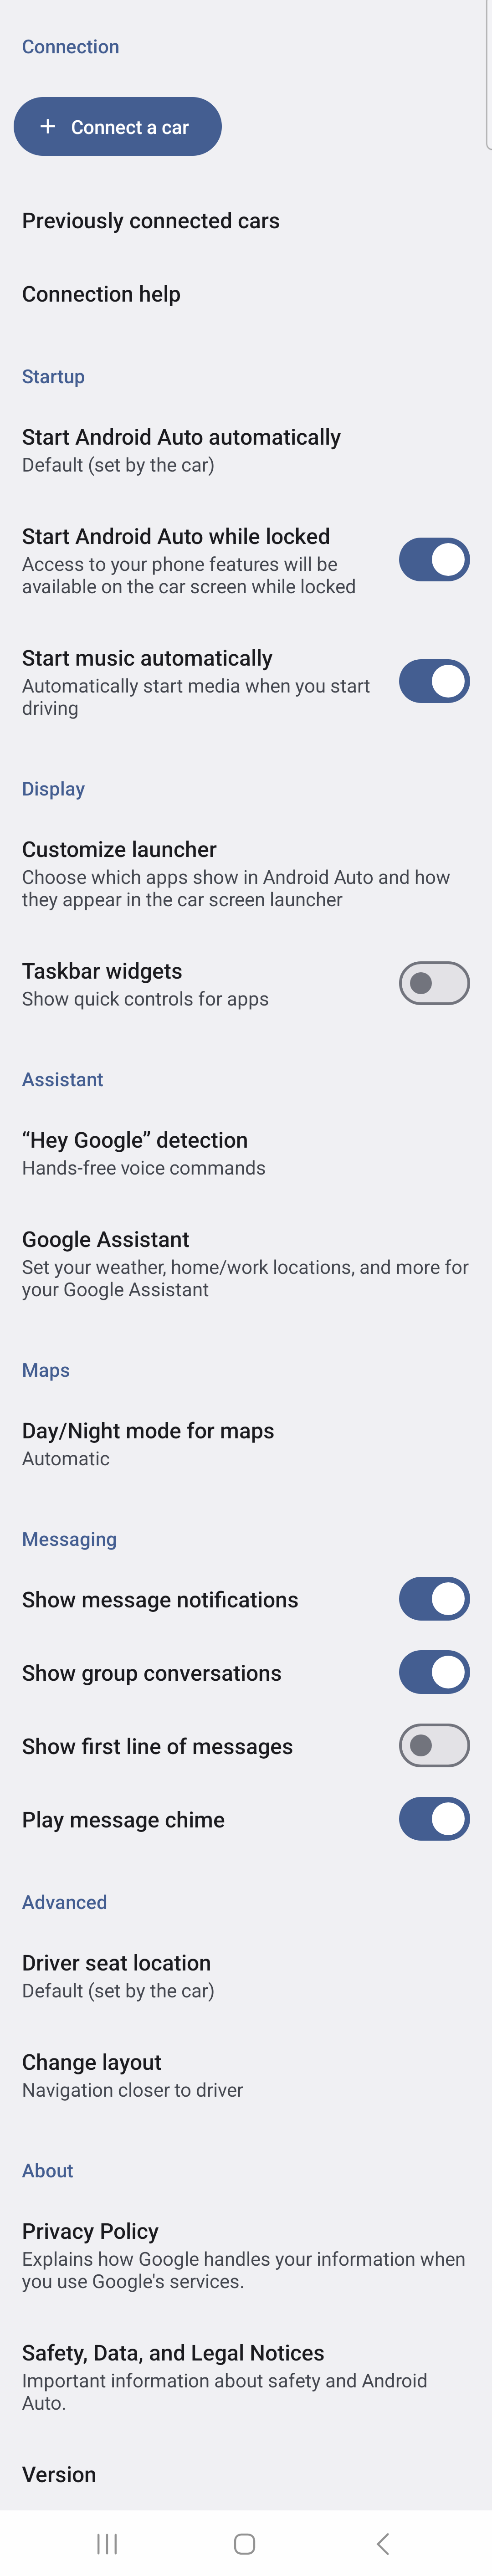 Connection
+ Connect a car
Previously connected cars
Connection help
Startup
Start Android Auto automatically
Default (set by the car)
Start Android Auto while locked
Access to your phone features will be
available on the car screen while locked
Start music automatically
Automatically start media when you start
driving
Display
Customize launcher
Choose which apps show in Android Auto and how
they appear in the car screen launcher
Taskbar widgets
Show quick controls for apps
Assistant
“Hey Google” detection
Hands-free voice commands
Google Assistant
Set your weather, home/work locations, and more for
your Google Assistant
Maps
Day/Night mode for maps
Automatic
Messaging
Show message notifications
Show group conversations
Show first line of messages
Play message chime
Advanced
Driver seat location
Default (set by the car)
Change layout
Navigation closer to driver
About
Privacy Policy
Explains how Google handles your information when
you use Google's services.
Safety, Data, and Legal Notices
Important information about safety and Android
Auto.
Version